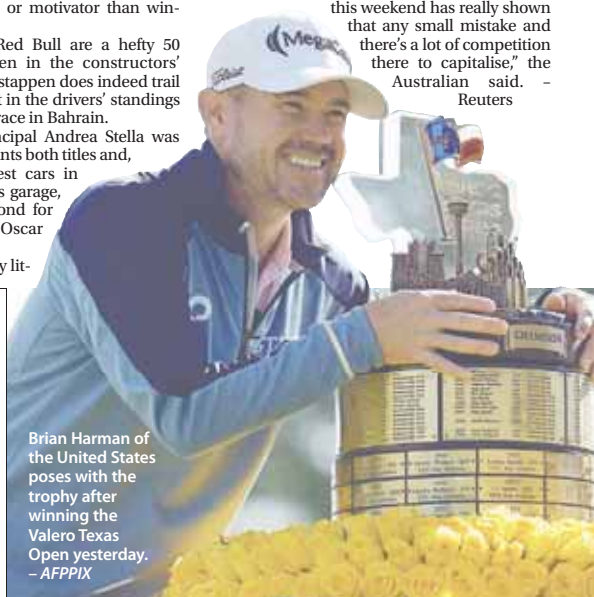 or motivator than win-
Red Bull are a hefty 50
en in the constructors’
stappen does indeed trail
t in the drivers’ standings
race in Bahrain.
ncipal Andrea Stella was
nts both titles and,
est cars in
s garage,
ond for
Oscar
y lit-
this weekend has really shown
that any small mistake and
there’s a lot of competition
there to capitalise,” the
Australian said. –
Reuters
Titleist
Brian Harman of
the United States
poses with the
trophy after
winning the
Valero Texas
Open yesterday.
– AFPPIX